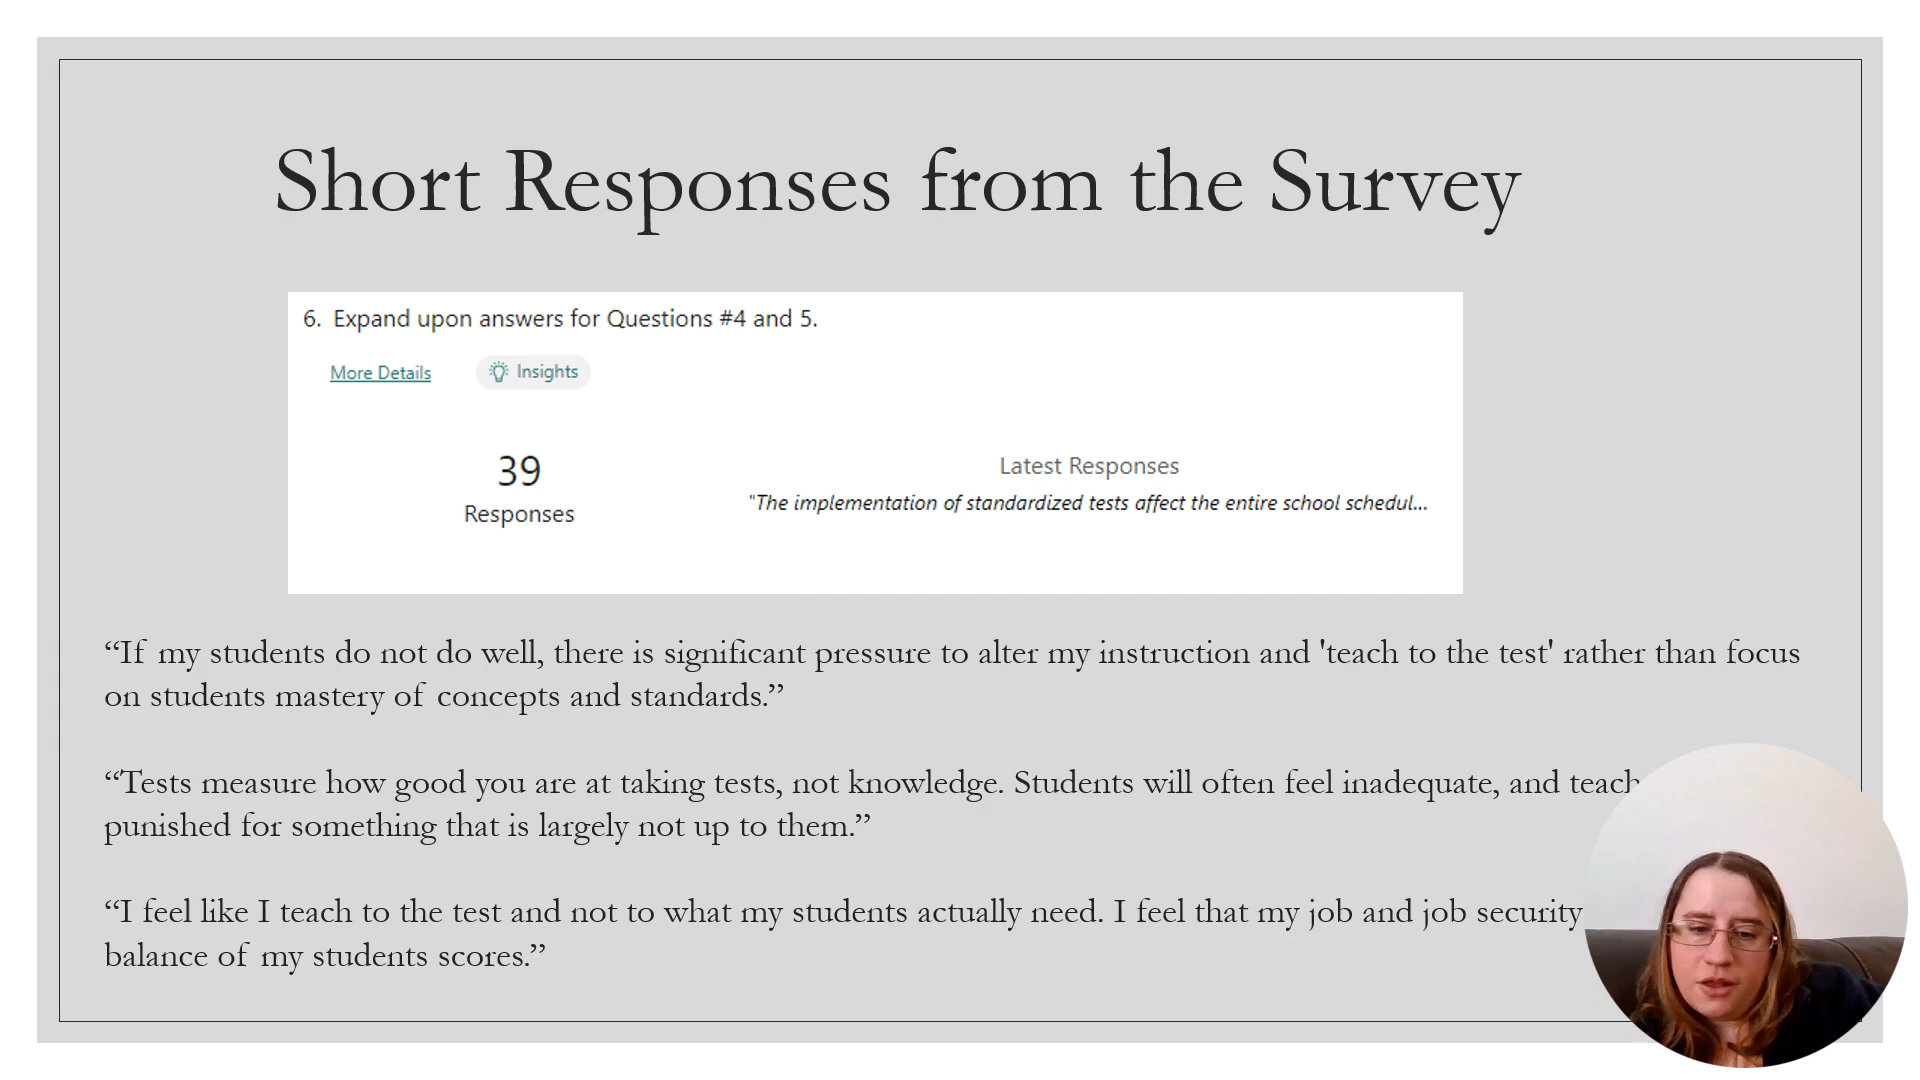 Short Responses from the Survey
6. Expand upon answers for Questions #4 and 5.
More Details
Insights
39
Responses
Latest Responses
"The implementation of standardized tests affect the entire school schedul...
“If my students do not do well, there is significant pressure to alter my instruction and 'teach to the test' rather than focus
on students mastery of concepts and standards.”
“Tests measure how good you are at taking tests, not knowledge. Students will often feel inadequate, and
punished for something that is largely not up to them.”
“I feel like I teach to the test and not to what my students actually need. I feel that my job and job security
balance of my students scores.”